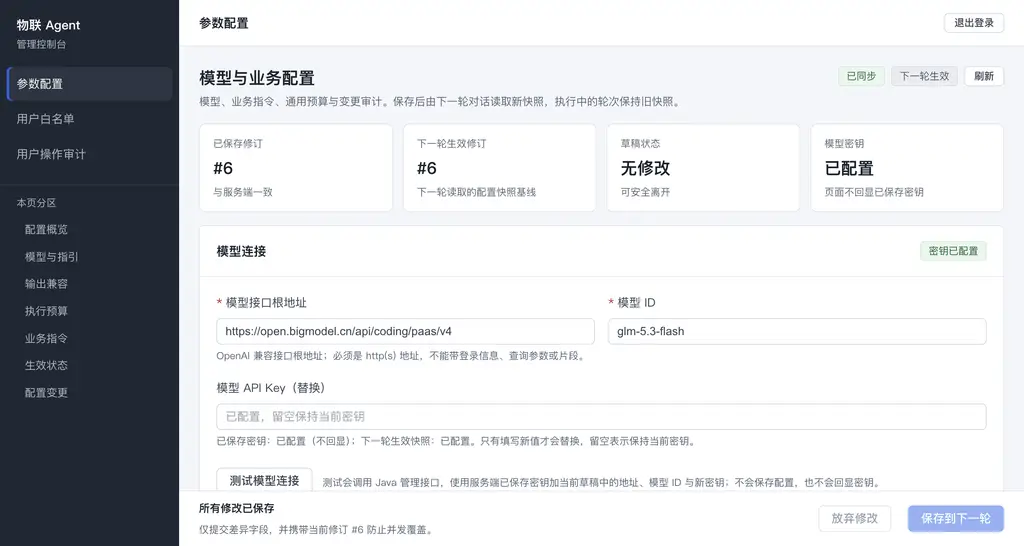 物联 Agent
管理控制台
参数配置
用户白名单
用户操作审计
本页分区
配置概览
模型与指引
输出兼容
执行预算
业务指令
生效状态
配置变更
参数配置
退出登录
模型与业务配置
已同步
下一轮生效
刷新
模型、业务指令、通用预算与变更审计。保存后由下一轮对话读取新快照，执行中的轮次保持旧快照。
已保存修订
#6
与服务端一致
下一轮生效修订
#6
下一轮读取的配置快照基线
草稿状态
无修改
可安全离开
模型密钥
已配置
页面不回显已保存密钥
模型连接
密钥已配置
* 模型接口根地址
https://open.bigmodel.cn/api/coding/paas/v4
OpenAI 兼容接口根地址；必须是 http(s) 地址，不能带登录信息、查询参数或片段。
* 模型 ID
glm-5.3-flash
模型 API Key（替换）
已配置，留空保持当前密钥
已保存密钥：已配置（不回显）；下一轮生效快照：已配置。只有填写新值才会替换，留空表示保持当前密钥。
测试模型连接
测试会调用 Java 管理接口，使用服务端已保存密钥加当前草稿中的地址、模型 ID 与新密钥；不会保存配置，也不会回显密钥。
所有修改已保存
仅提交差异字段，并携带当前修订 #6 防止并发覆盖。
放弃修改
保存到下一轮